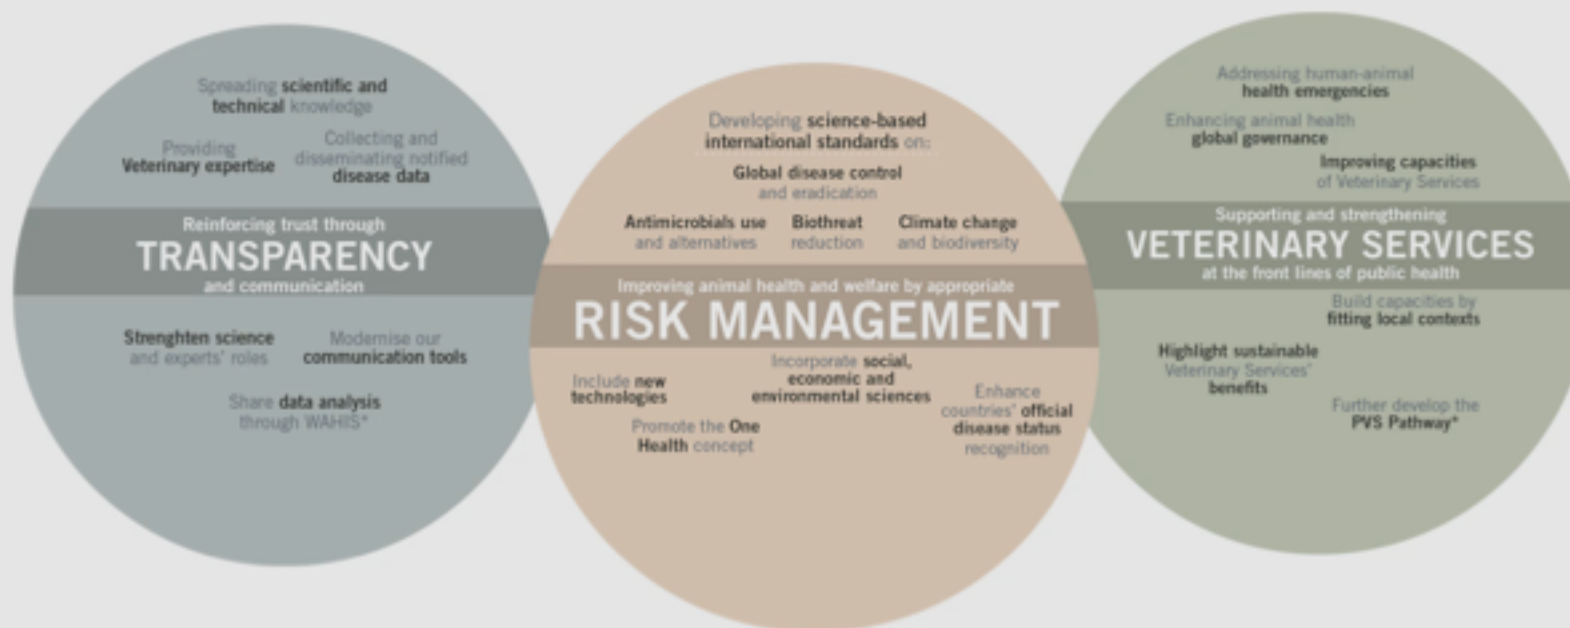 Spreading scientific and
technical knowledge
Providing
Veterinary expertise
Collecting and
disseminating notified
disease data
Reinforcing trust through
TRANSPARENCY
and communication
Strenghten science
and experts' roles
Modernise our
communication tools
Share data analysis
through WAHIS*
Developing science-based
international standards on:
Global disease control
and eradication
Antimicrobials use
and alternatives
Biothreat
reduction
Climate change
and biodiversity
Improving animal health and welfare by appropriate
RISK MANAGEMENT
Include new
technologies
Incorporate social,
economic and
environmental sciences
Promote the One
Health concept
Enhance
countries' official
disease status
recognition
Addressing human-animal
health emergencies
Enhancing animal health
global governance
Improving capacities
of Veterinary Services
Supporting and strengthening
VETERINARY SERVICES
at the front lines of public health
Build capacities by
fitting local contexts
Highlight sustainable
Veterinary Services'
benefits
Further develop the
PVS Pathway*